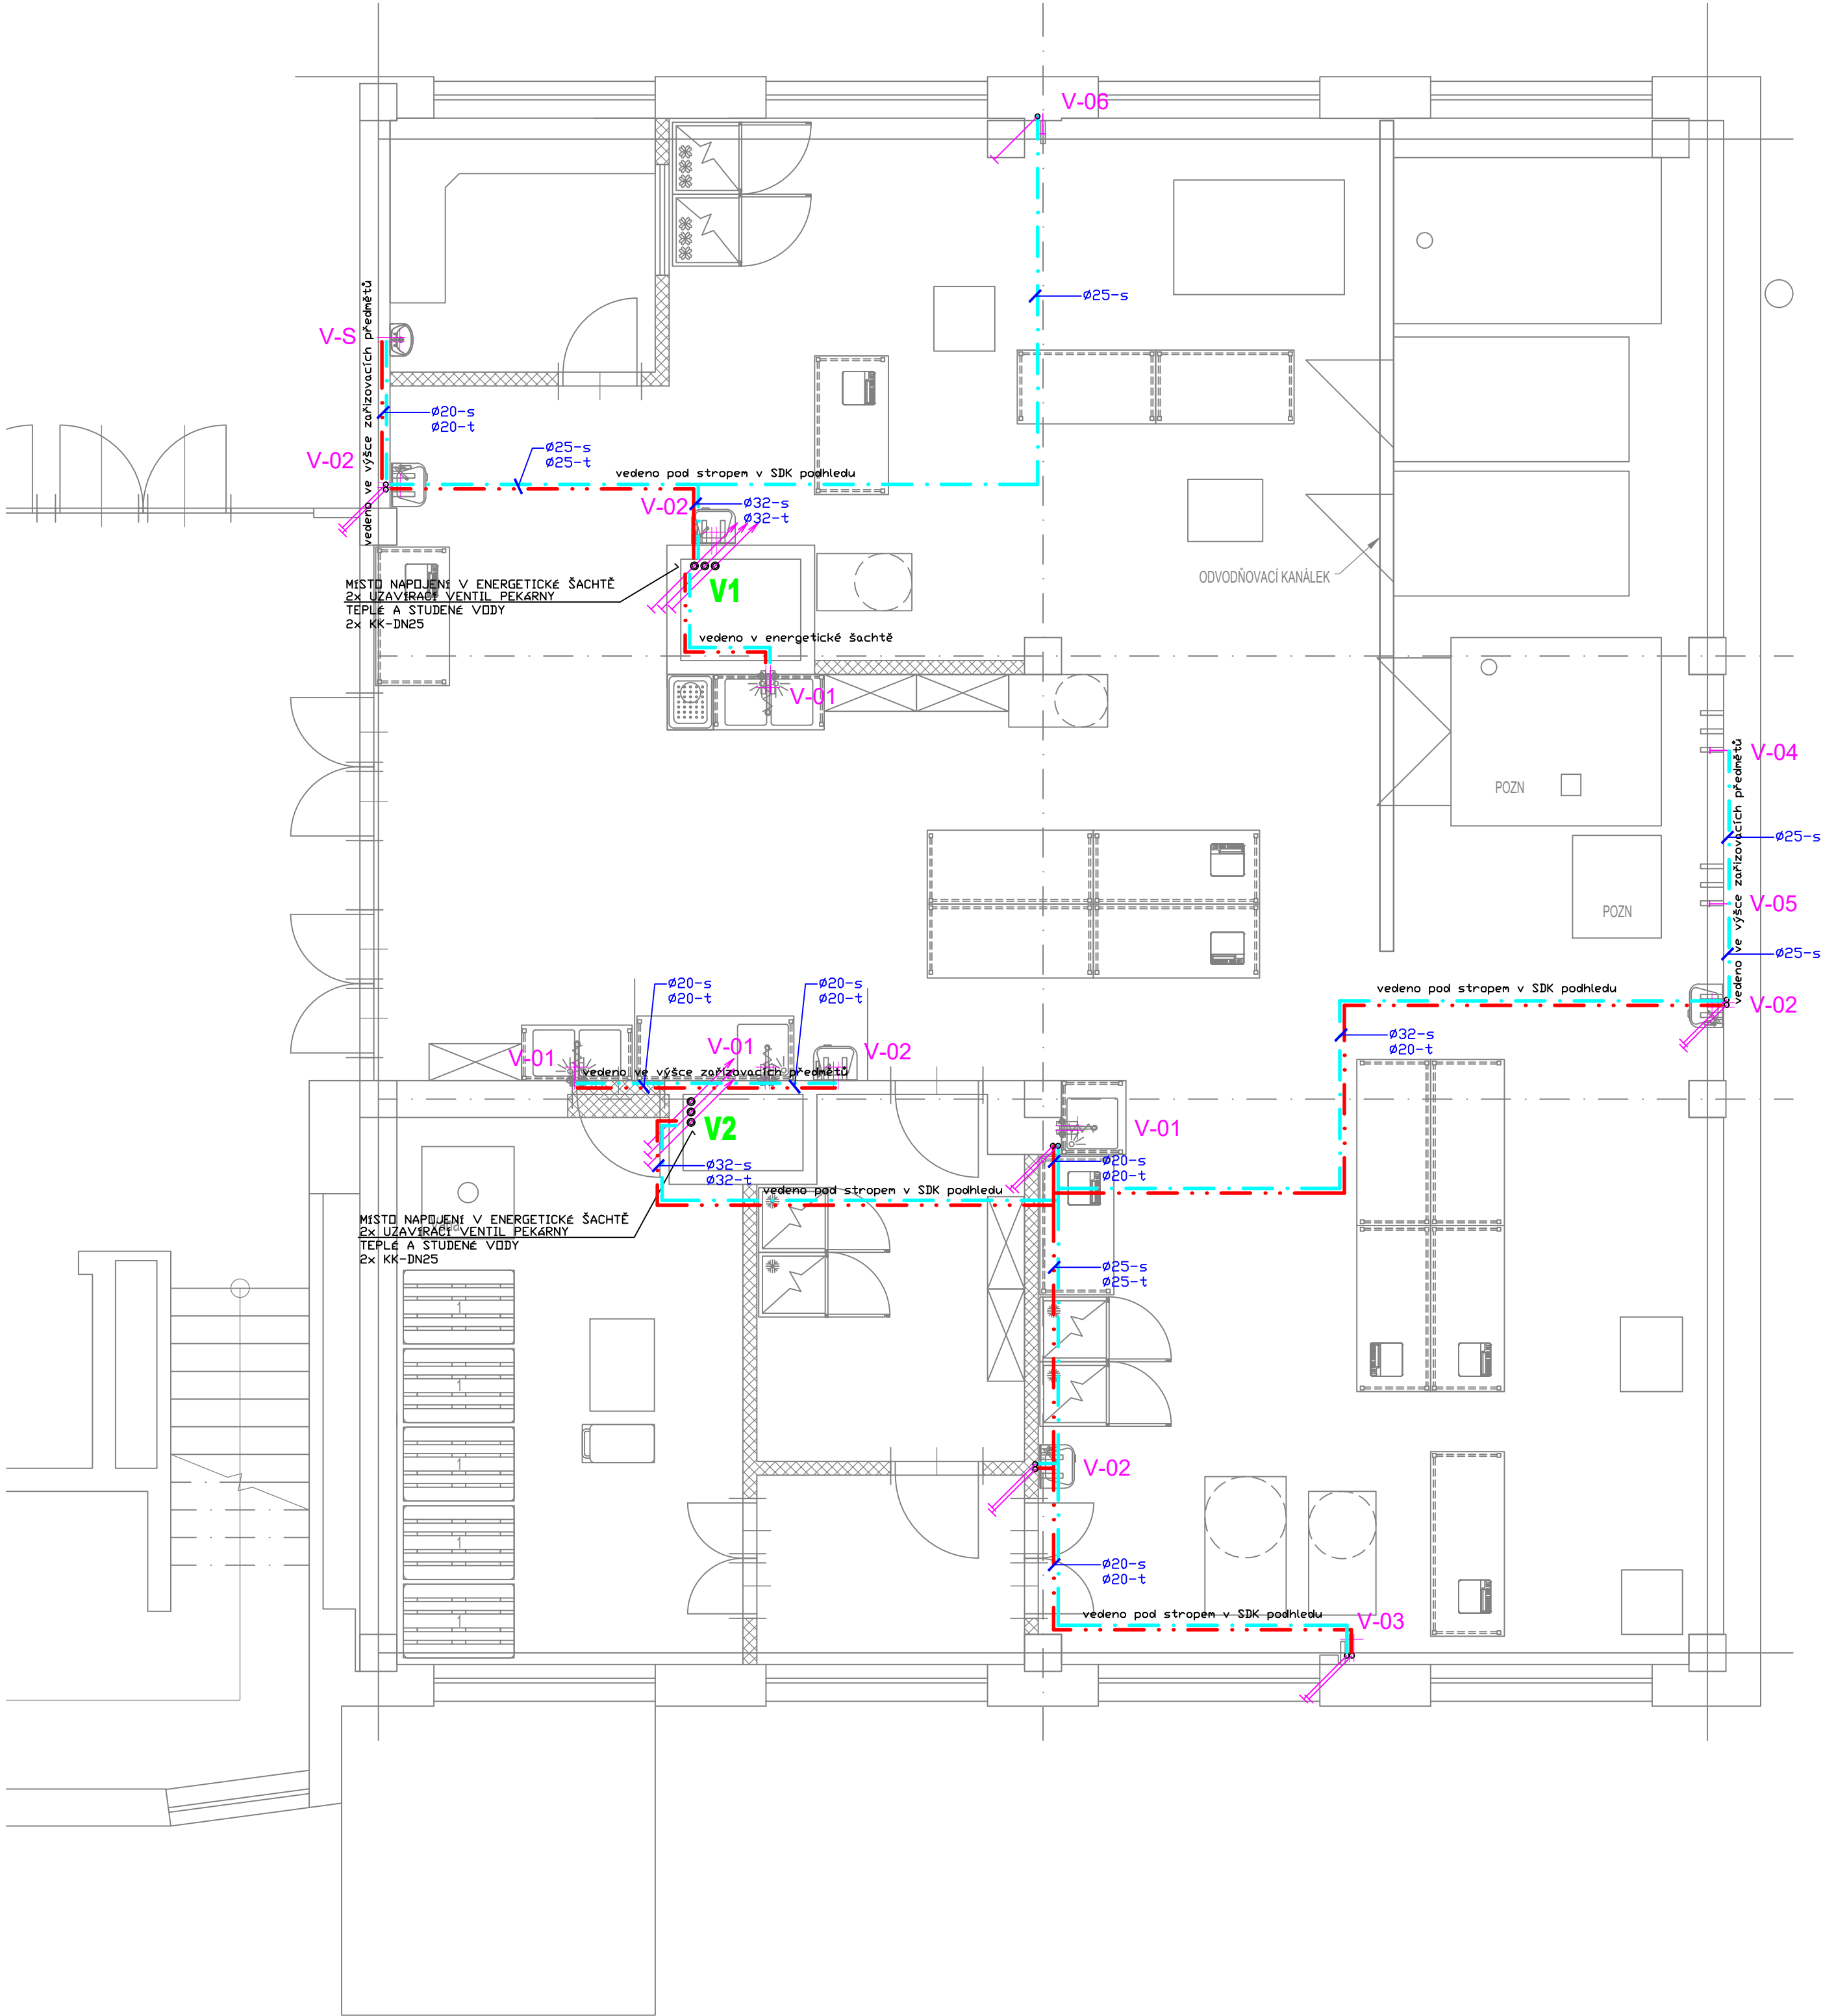 V-06
ø25-s
vedeno ve výšce zařizovacích předmětů
V-S
ø20-s
ø20-t
V-02
ø25-s
ø25-t
vedeno pod stropem v SDK podhledu
V-02
ø32-s
ø32-t
ODVODŇOVACÍ KANÁLEK
MÍSTO NAPOJENÍ V ENERGETICKÉ ŠACHTĚ
2x UZAVÍRACÍ VENTIL PEKÁRNY
TEPLÉ A STUDENÉ VODY
2x KK-DN25
V1
vedeno v energetické šachtě
V-01
V-04
POZN
vedeno ve výšce zařizovacích předmětů
ø25-s
V-05
POZN
ø25-s
V-02
ø20-s
ø20-t
ø20-s
ø20-t
vedeno pod stropem v SDK podhledu
ø32-s
ø20-t
V-01
V-01
V-02
vedeno ve výšce zařizovacích předmětů
V2
V-01
ø32-s
ø32-t
ø20-s
ø20-t
vedeno pod stropem v SDK podhledu
MÍSTO NAPOJENÍ V ENERGETICKÉ ŠACHTĚ
2x UZAVÍRACÍ VENTIL PEKÁRNY
TEPLÉ A STUDENÉ VODY
2x KK-DN25
ø25-s
ø25-t
1
1
1
1
1
V-02
ø20-s
ø20-t
vedeno pod stropem v SDK podhledu
V-03